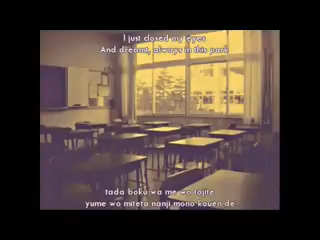 I just closed my eyes
And dreamt, always in this park
tada boku wa me wo tojite
yume wo miteta nanji mono kouen de